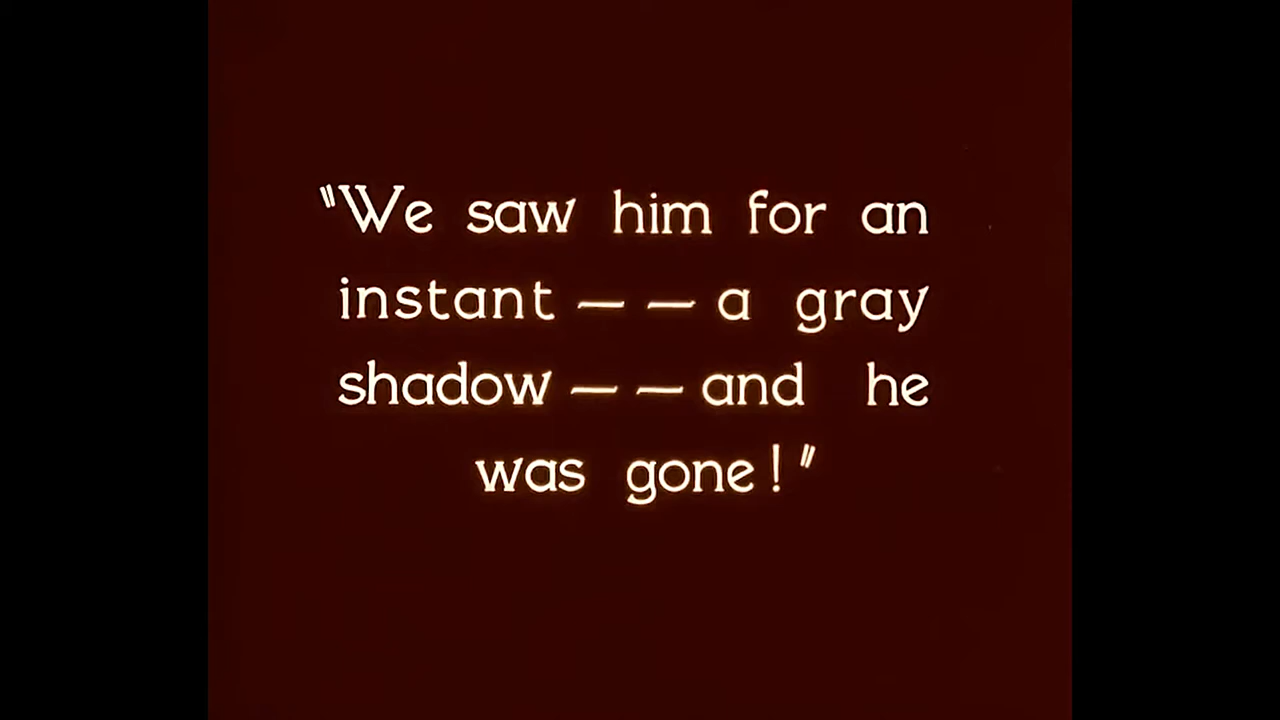 "We saw him for an
instant — — a gray
shadow — — and he
was gone!"